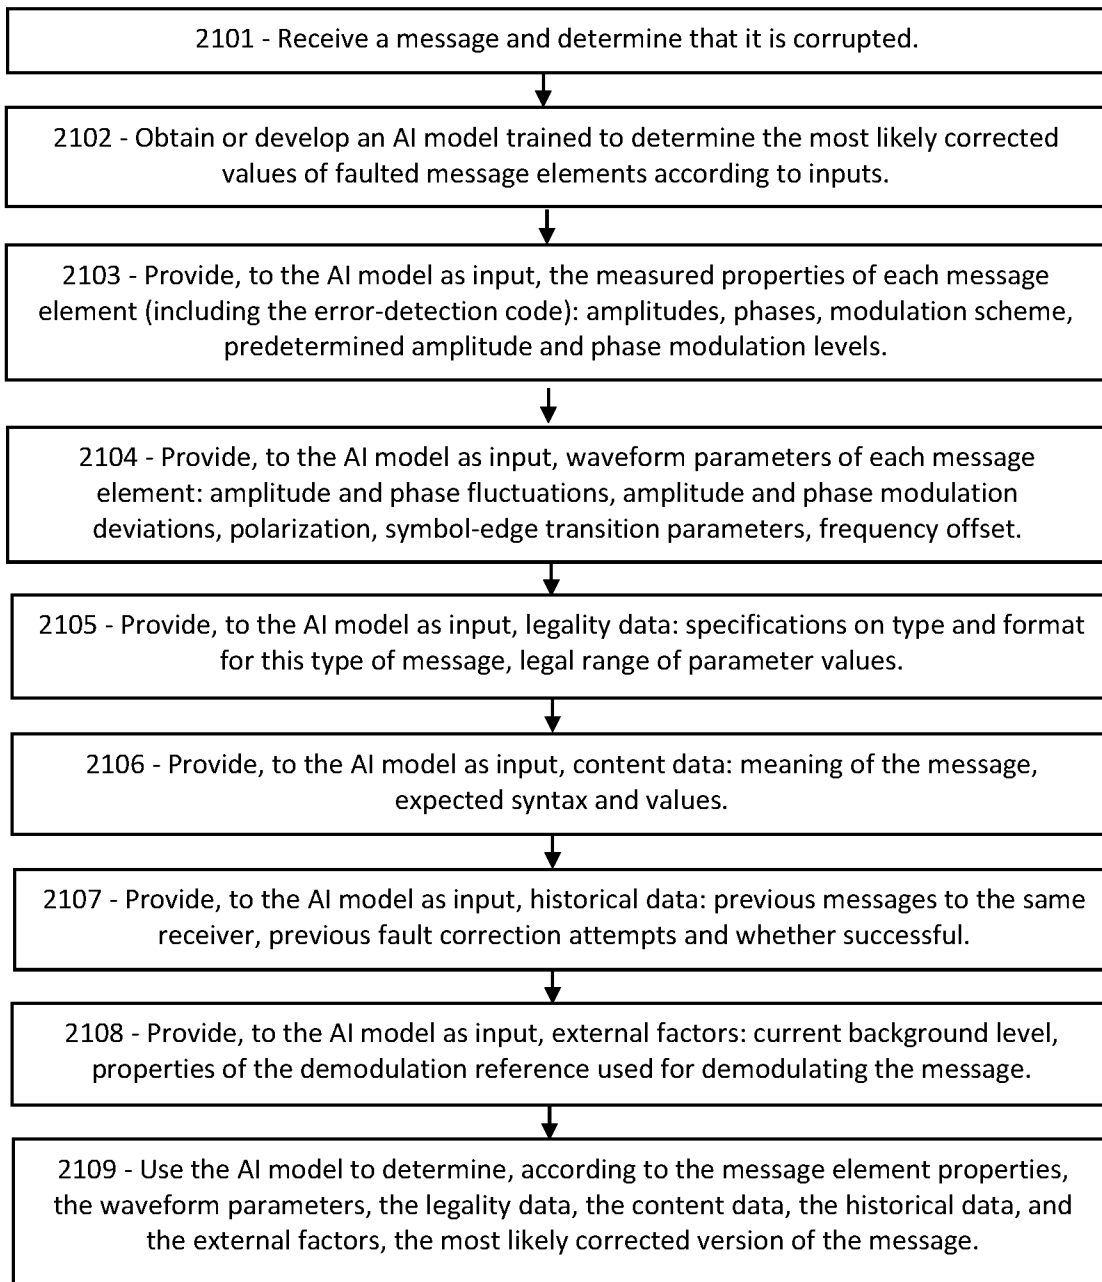 2101 - Receive a message and determine that it is corrupted.
2102 - Obtain or develop an AI model trained to determine the most likely corrected
values of faulted message elements according to inputs.
2103 - Provide, to the AI model as input, the measured properties of each message
element (including the error-detection code): amplitudes, phases, modulation scheme,
predetermined amplitude and phase modulation levels.
2104 - Provide, to the AI model as input, waveform parameters of each message
element: amplitude and phase fluctuations, amplitude and phase modulation
deviations, polarization, symbol-edge transition parameters, frequency offset.
2105 - Provide, to the AI model as input, legality data: specifications on type and format
for this type of message, legal range of parameter values.
2106 - Provide, to the AI model as input, content data: meaning of the message,
expected syntax and values.
2107 - Provide, to the AI model as input, historical data: previous messages to the same
receiver, previous fault correction attempts and whether successful.
2108 - Provide, to the AI model as input, external factors: current background level,
properties of the demodulation reference used for demodulating the message.
2109 - Use the AI model to determine, according to the message element properties,
the waveform parameters, the legality data, the content data, the historical data, and
the external factors, the most likely corrected version of the message.